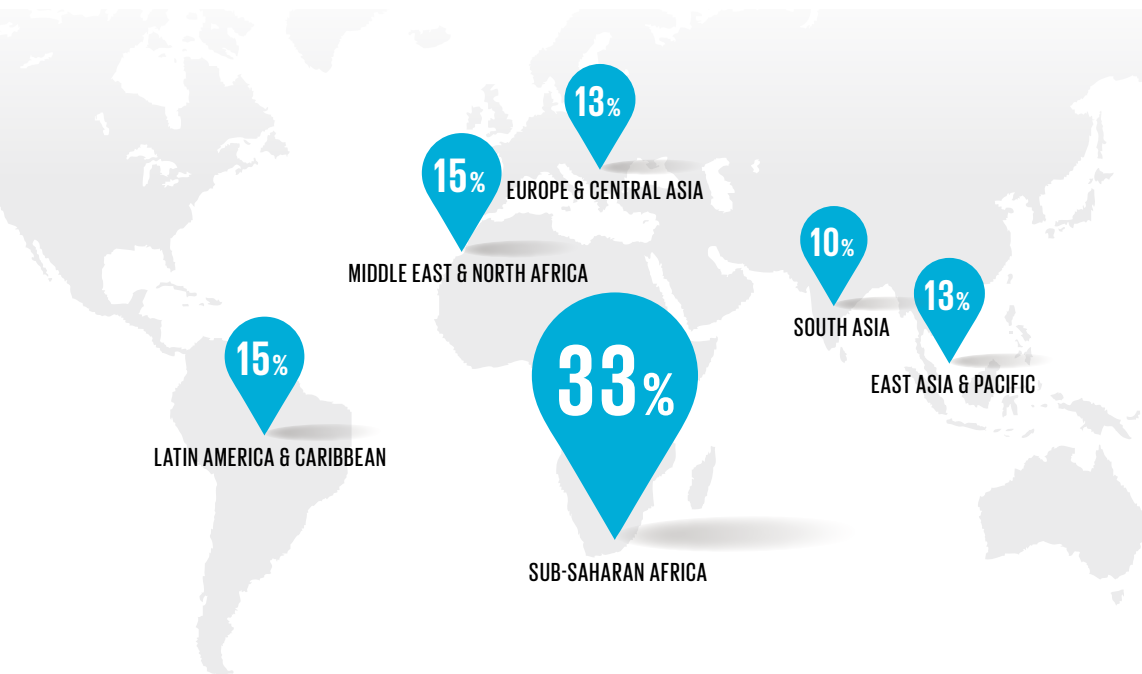 13%
EUROPE & CENTRAL ASIA
15%
MIDDLE EAST & NORTH AFRICA
10%
SOUTH ASIA
13%
EAST ASIA & PACIFIC
15%
LATIN AMERICA & CARIBBEAN
33%
SUB-SAHARAN AFRICA